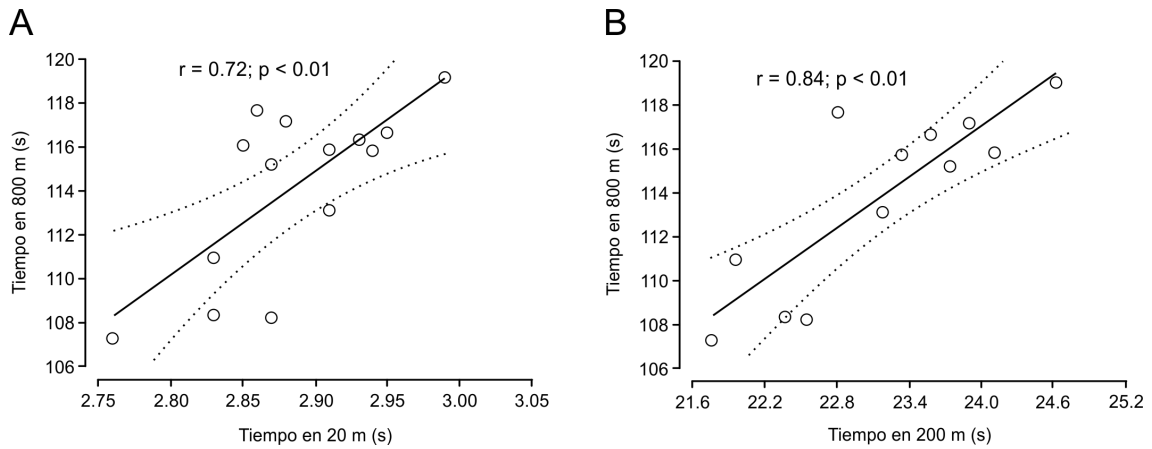 A
r = 0.72; p < 0.01
120
118
116
114
112
110
108
106
Tiempo en 800 m (s)
2.75 2.80 2.85 2.90 2.95 3.00 3.05
Tiempo en 20 m (s)
B
r = 0.84; p < 0.01
120
118
116
114
112
110
108
106
Tiempo en 800 m (s)
21.6 22.2 22.8 23.4 24.0 24.6 25.2
Tiempo en 200 m (s)